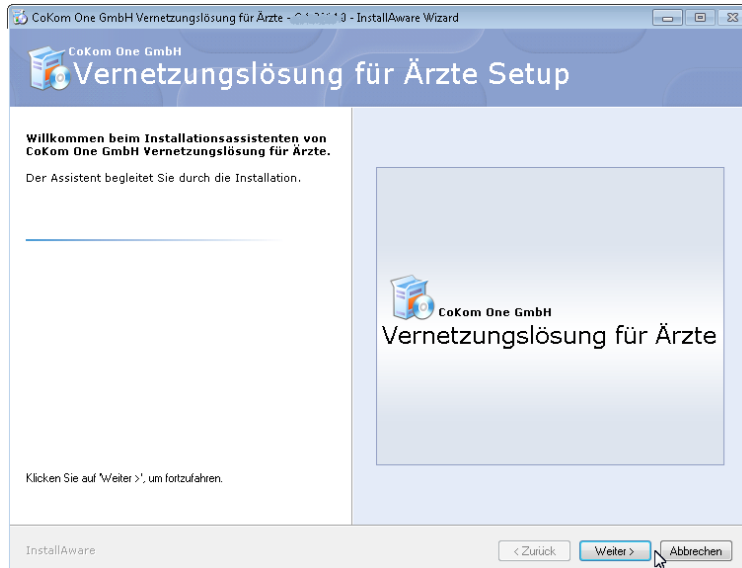 CoKom One GmbH Vernetzungslösung für Ärzte - - InstallAware Wizard
CoKom One GmbH
Vernetzungslösung für Ärzte Setup
Willkommen beim Installationsassistenten von
CoKom One GmbH Vernetzungslösung für Ärzte.
Der Assistent begleitet Sie durch die Installation.
CoKom One GmbH
Vernetzungslösung für Ärzte
Klicken Sie auf 'Weiter >', um fortzufahren.
InstallAware
< Zurück Weiter > Abbrechen